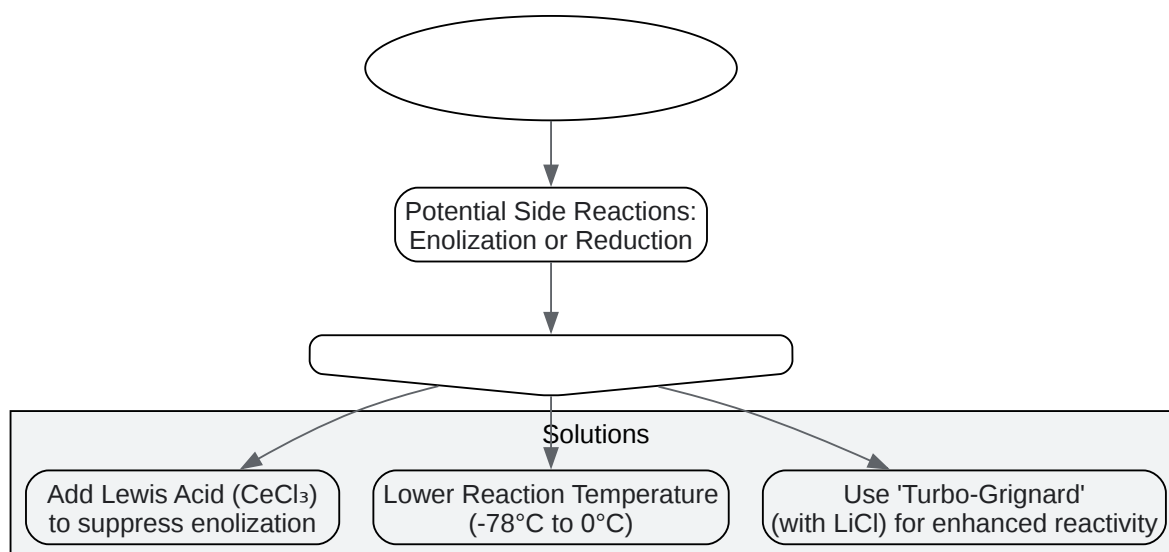 Potential Side Reactions:
Enolization or Reduction
Solutions
Add Lewis Acid (CeCl₃)
to suppress enolization
Lower Reaction Temperature
(-78°C to 0°C)
Use 'Turbo-Grignard'
(with LiCl) for enhanced reactivity